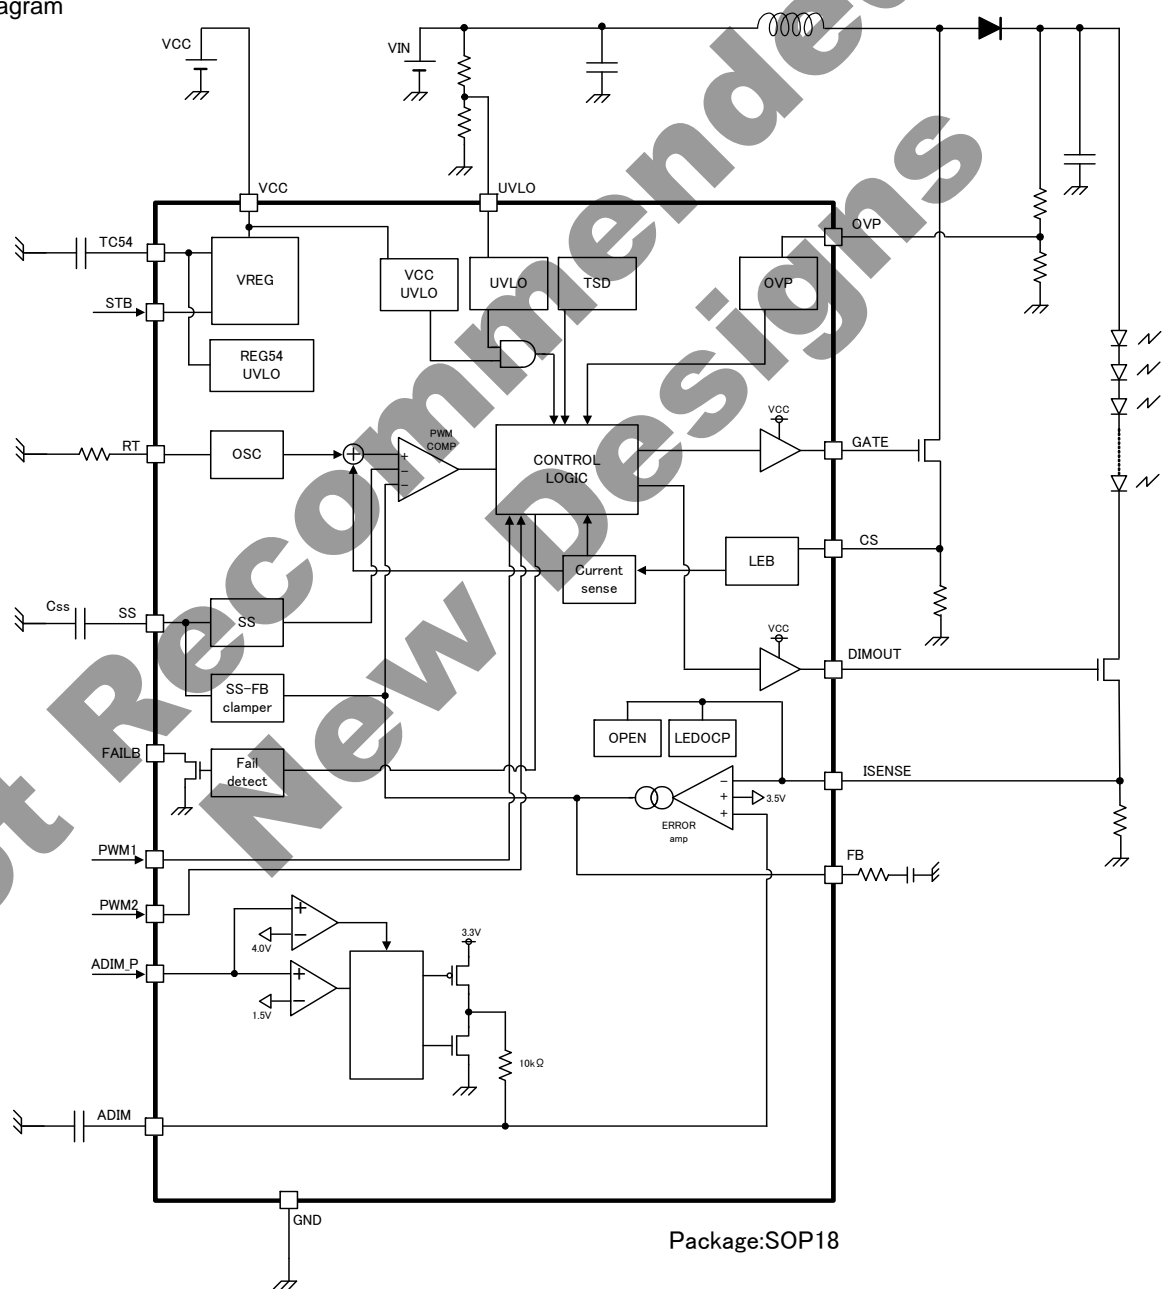 agram
VCC
VIN
VCC
UVLO
TC54
STB
VREG
REG54
UVLO
VCC
UVLO
UVLO
TSD
OVP
OVP
RT
OSC
PWM
COMP
+
−
−
CONTROL
LOGIC
VCC
GATE
CS
LEB
Current
sense
Css
SS
SS
SS-FB
clamper
VCC
DIMOUT
OPEN
LEDOCP
FAILB
Fail
detect
ISENSE
−
+
+
3.5V
ERROR
amp
FB
PWM1
PWM2
ADIM_P
+
−
4.0V
+
−
1.5V
3.3V
10kΩ
ADIM
GND
Package:SOP18
Not Recommended
New Designs